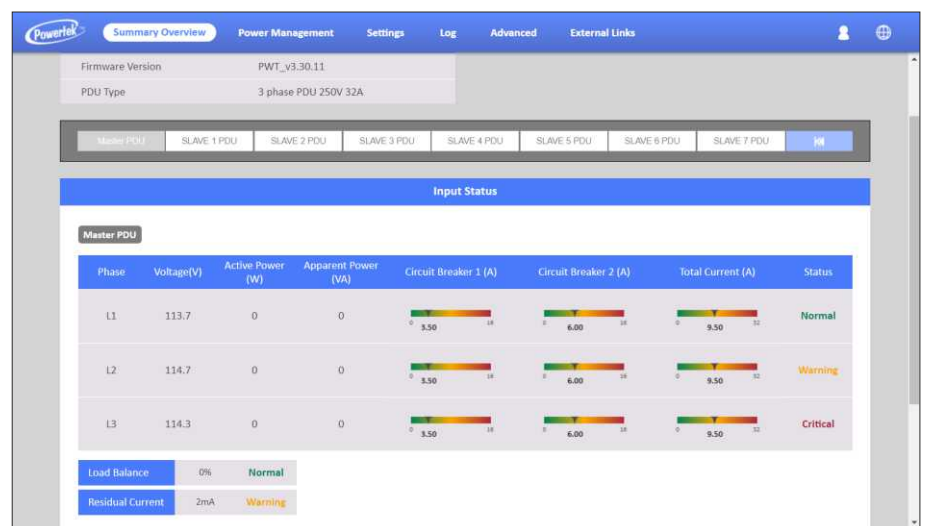 Powertek
Summary Overview Power Management Settings Log Advanced External Links
Firmware Version PWT_v3.30.11
PDU Type 3 phase PDU 250V 32A
Master PDU SLAVE 1 PDU SLAVE 2 PDU SLAVE 3 PDU SLAVE 4 PDU SLAVE 5 PDU SLAVE 6 PDU SLAVE 7 PDU
Input Status
Master PDU
Phase Voltage(V) Active Power (W) Apparent Power (VA) Circuit Breaker 1 (A) Circuit Breaker 2 (A) Total Current (A) Status
L1 113.7 0 0 0 3.50 16 0 6.00 16 0 9.50 32 Normal
L2 114.7 0 0 0 3.50 16 0 6.00 16 0 9.50 32 Warning
L3 114.3 0 0 0 3.50 16 0 6.00 16 0 9.50 32 Critical
Load Balance 0% Normal
Residual Current 2mA Warning